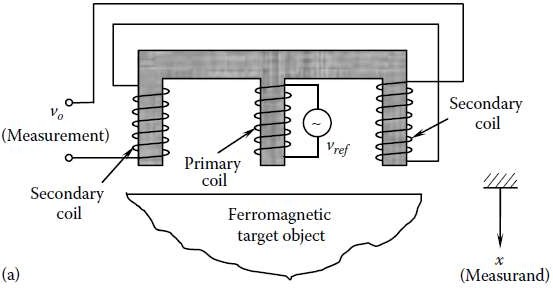 v_o
(Measurement)
Secondary
coil
Primary
coil
~
v_ref
Secondary
coil
Ferromagnetic
target object
x
(Measurand)
(a)